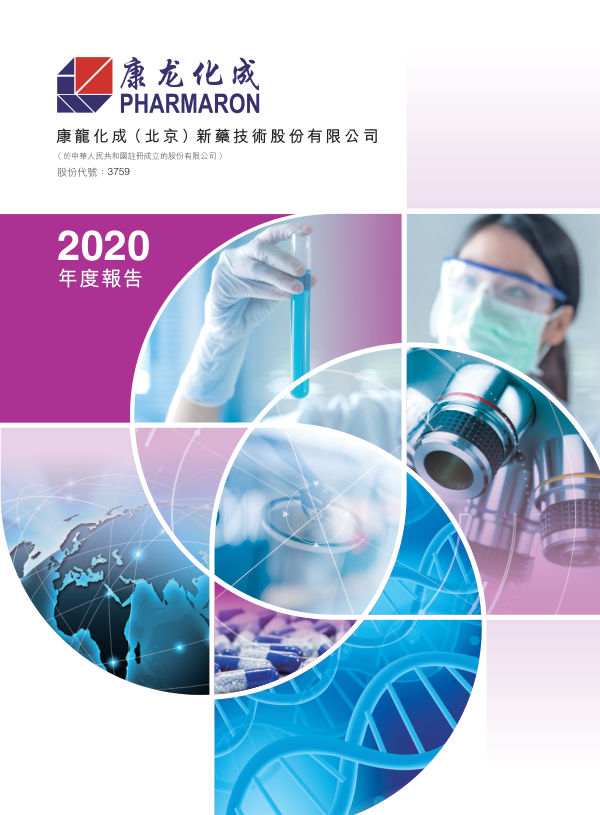 康龙化成
PHARMARON
康龍化成（北京）新藥技術股份有限公司
（於中華人民共和國註冊成立的股份有限公司）
股份代號：3759
2020
年度報告